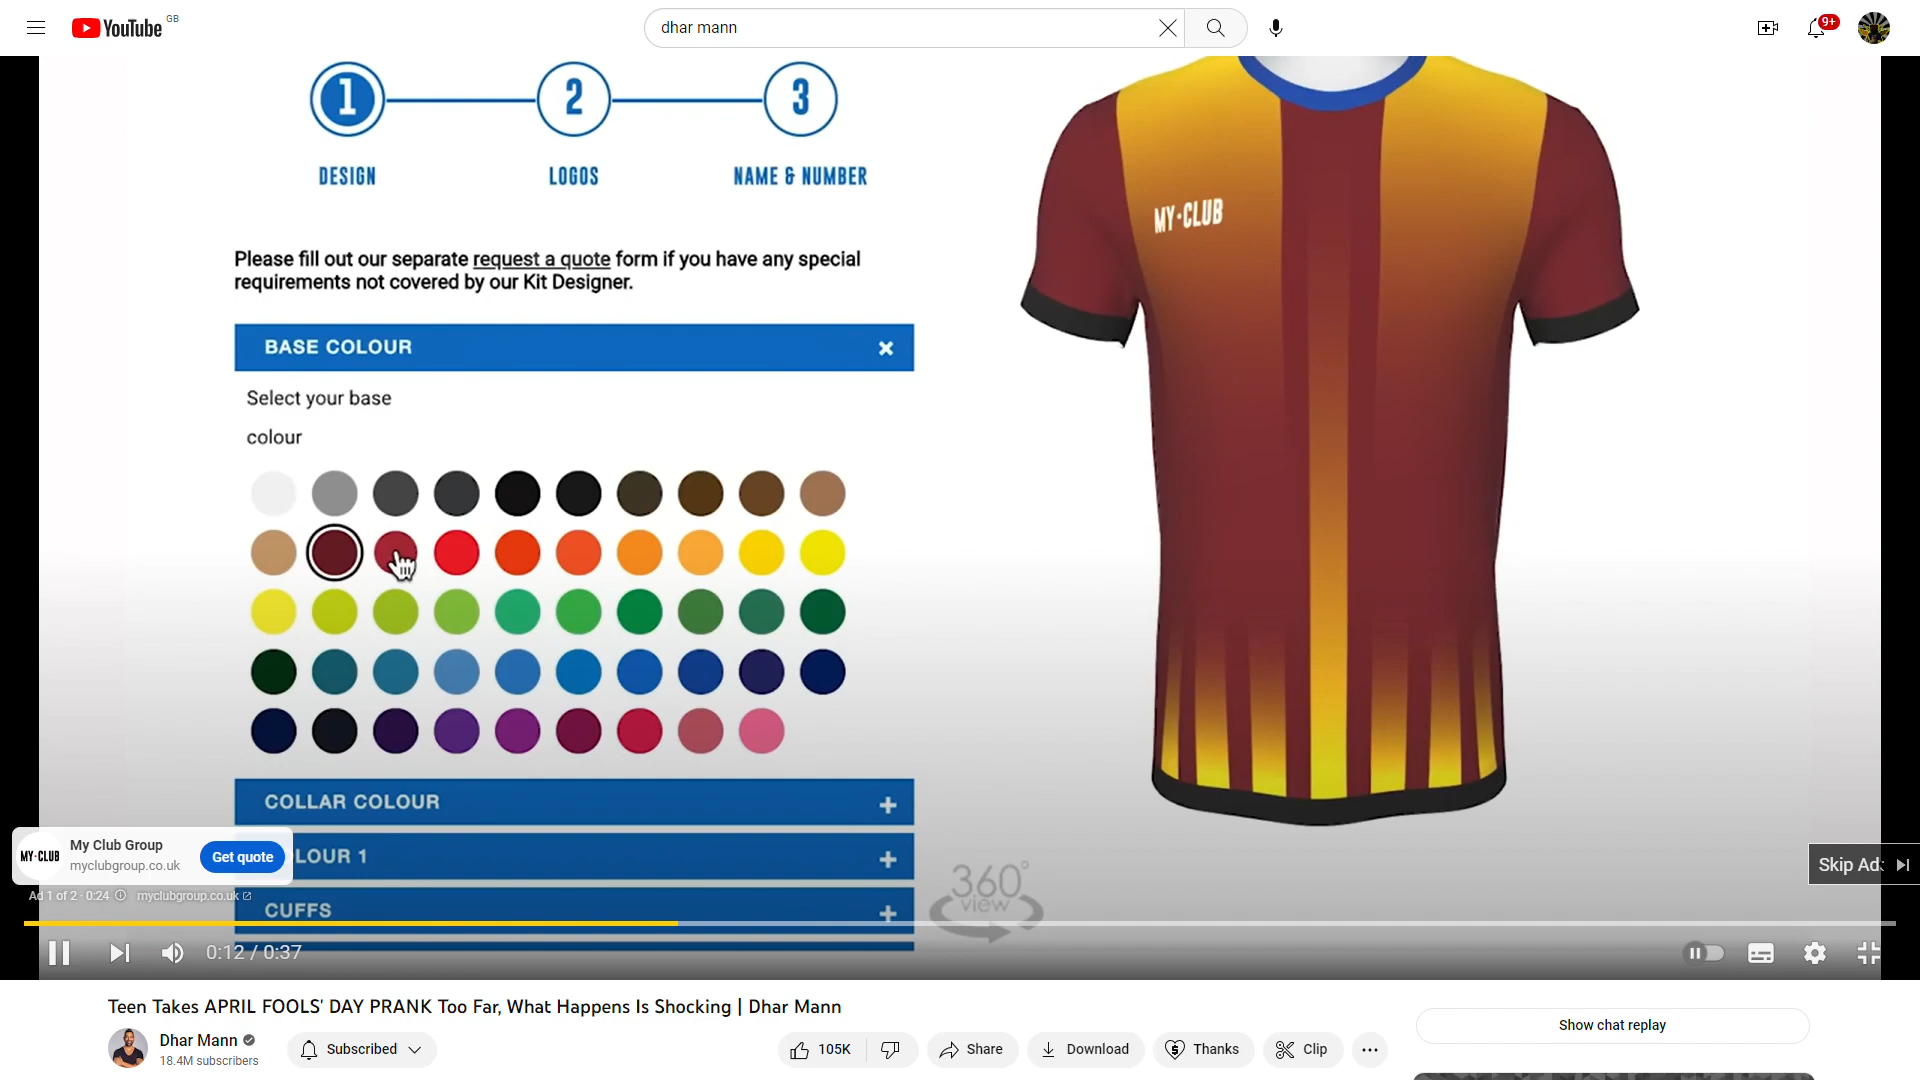 YouTube GB
dhar mann
9+
1
2
3
DESIGN
LOGOS
NAME & NUMBER
MY·CLUB
Please fill out our separate request a quote form if you have any special
requirements not covered by our Kit Designer.
BASE COLOUR
Select your base
colour
COLLAR COLOUR
LOUR 1
CUFFS
360°
view
MY·CLUB
My Club Group
myclubgroup.co.uk
Get quote
Ad 1 of 2 · 0:24 myclubgroup.co.uk
Skip Ad
0:12 / 0:37
Teen Takes APRIL FOOLS' DAY PRANK Too Far, What Happens Is Shocking | Dhar Mann
Dhar Mann
18.4M subscribers
Subscribed
105K
Share
Download
Thanks
Clip
Show chat replay